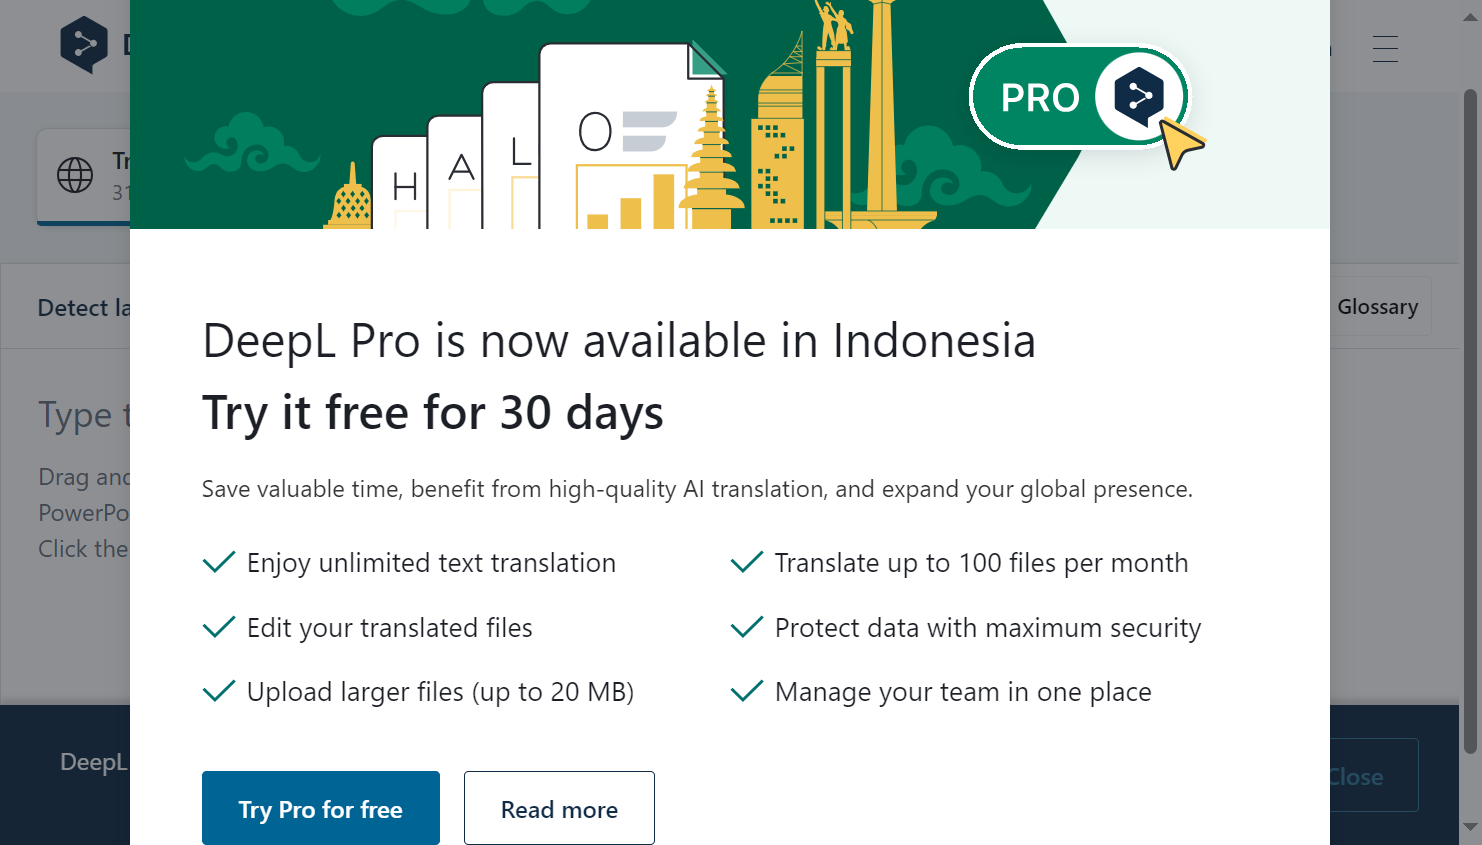 PRO
H
A
L
O
Detect la
Glossary
Type t
Drag and
PowerPo
Click the
DeepL Pro is now available in Indonesia
Try it free for 30 days
Save valuable time, benefit from high-quality AI translation, and expand your global presence.
Enjoy unlimited text translation
Translate up to 100 files per month
Edit your translated files
Protect data with maximum security
Upload larger files (up to 20 MB)
Manage your team in one place
Try Pro for free
Read more
DeepL
Close